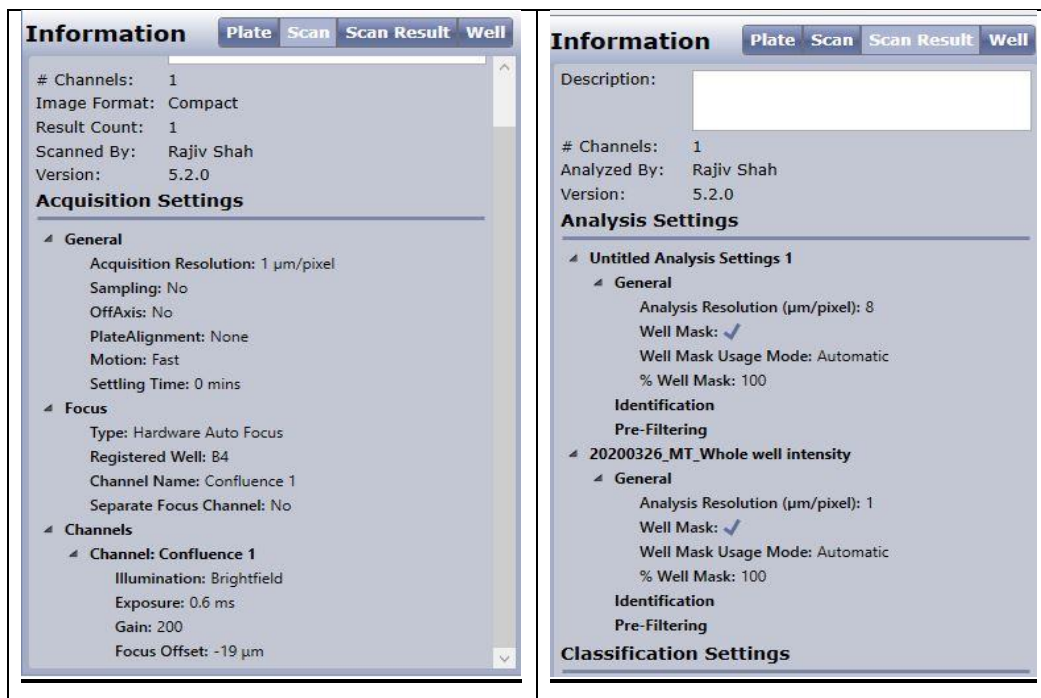 Information Plate Scan Scan Result Well
# Channels: 1
Image Format: Compact
Result Count: 1
Scanned By: Rajiv Shah
Version: 5.2.0
Acquisition Settings
General
Acquisition Resolution: 1 µm/pixel
Sampling: No
OffAxis: No
PlateAlignment: None
Motion: Fast
Settling Time: 0 mins
Focus
Type: Hardware Auto Focus
Registered Well: B4
Channel Name: Confluence 1
Separate Focus Channel: No
Channels
Channel: Confluence 1
Illumination: Brightfield
Exposure: 0.6 ms
Gain: 200
Focus Offset: -19 µm
Information Plate Scan Scan Result Well
Description:
# Channels: 1
Analyzed By: Rajiv Shah
Version: 5.2.0
Analysis Settings
Untitled Analysis Settings 1
General
Analysis Resolution (µm/pixel): 8
Well Mask: ✓
Well Mask Usage Mode: Automatic
% Well Mask: 100
Identification
Pre-Filtering
20200326_MT_Whole well intensity
General
Analysis Resolution (µm/pixel): 1
Well Mask: ✓
Well Mask Usage Mode: Automatic
% Well Mask: 100
Identification
Pre-Filtering
Classification Settings